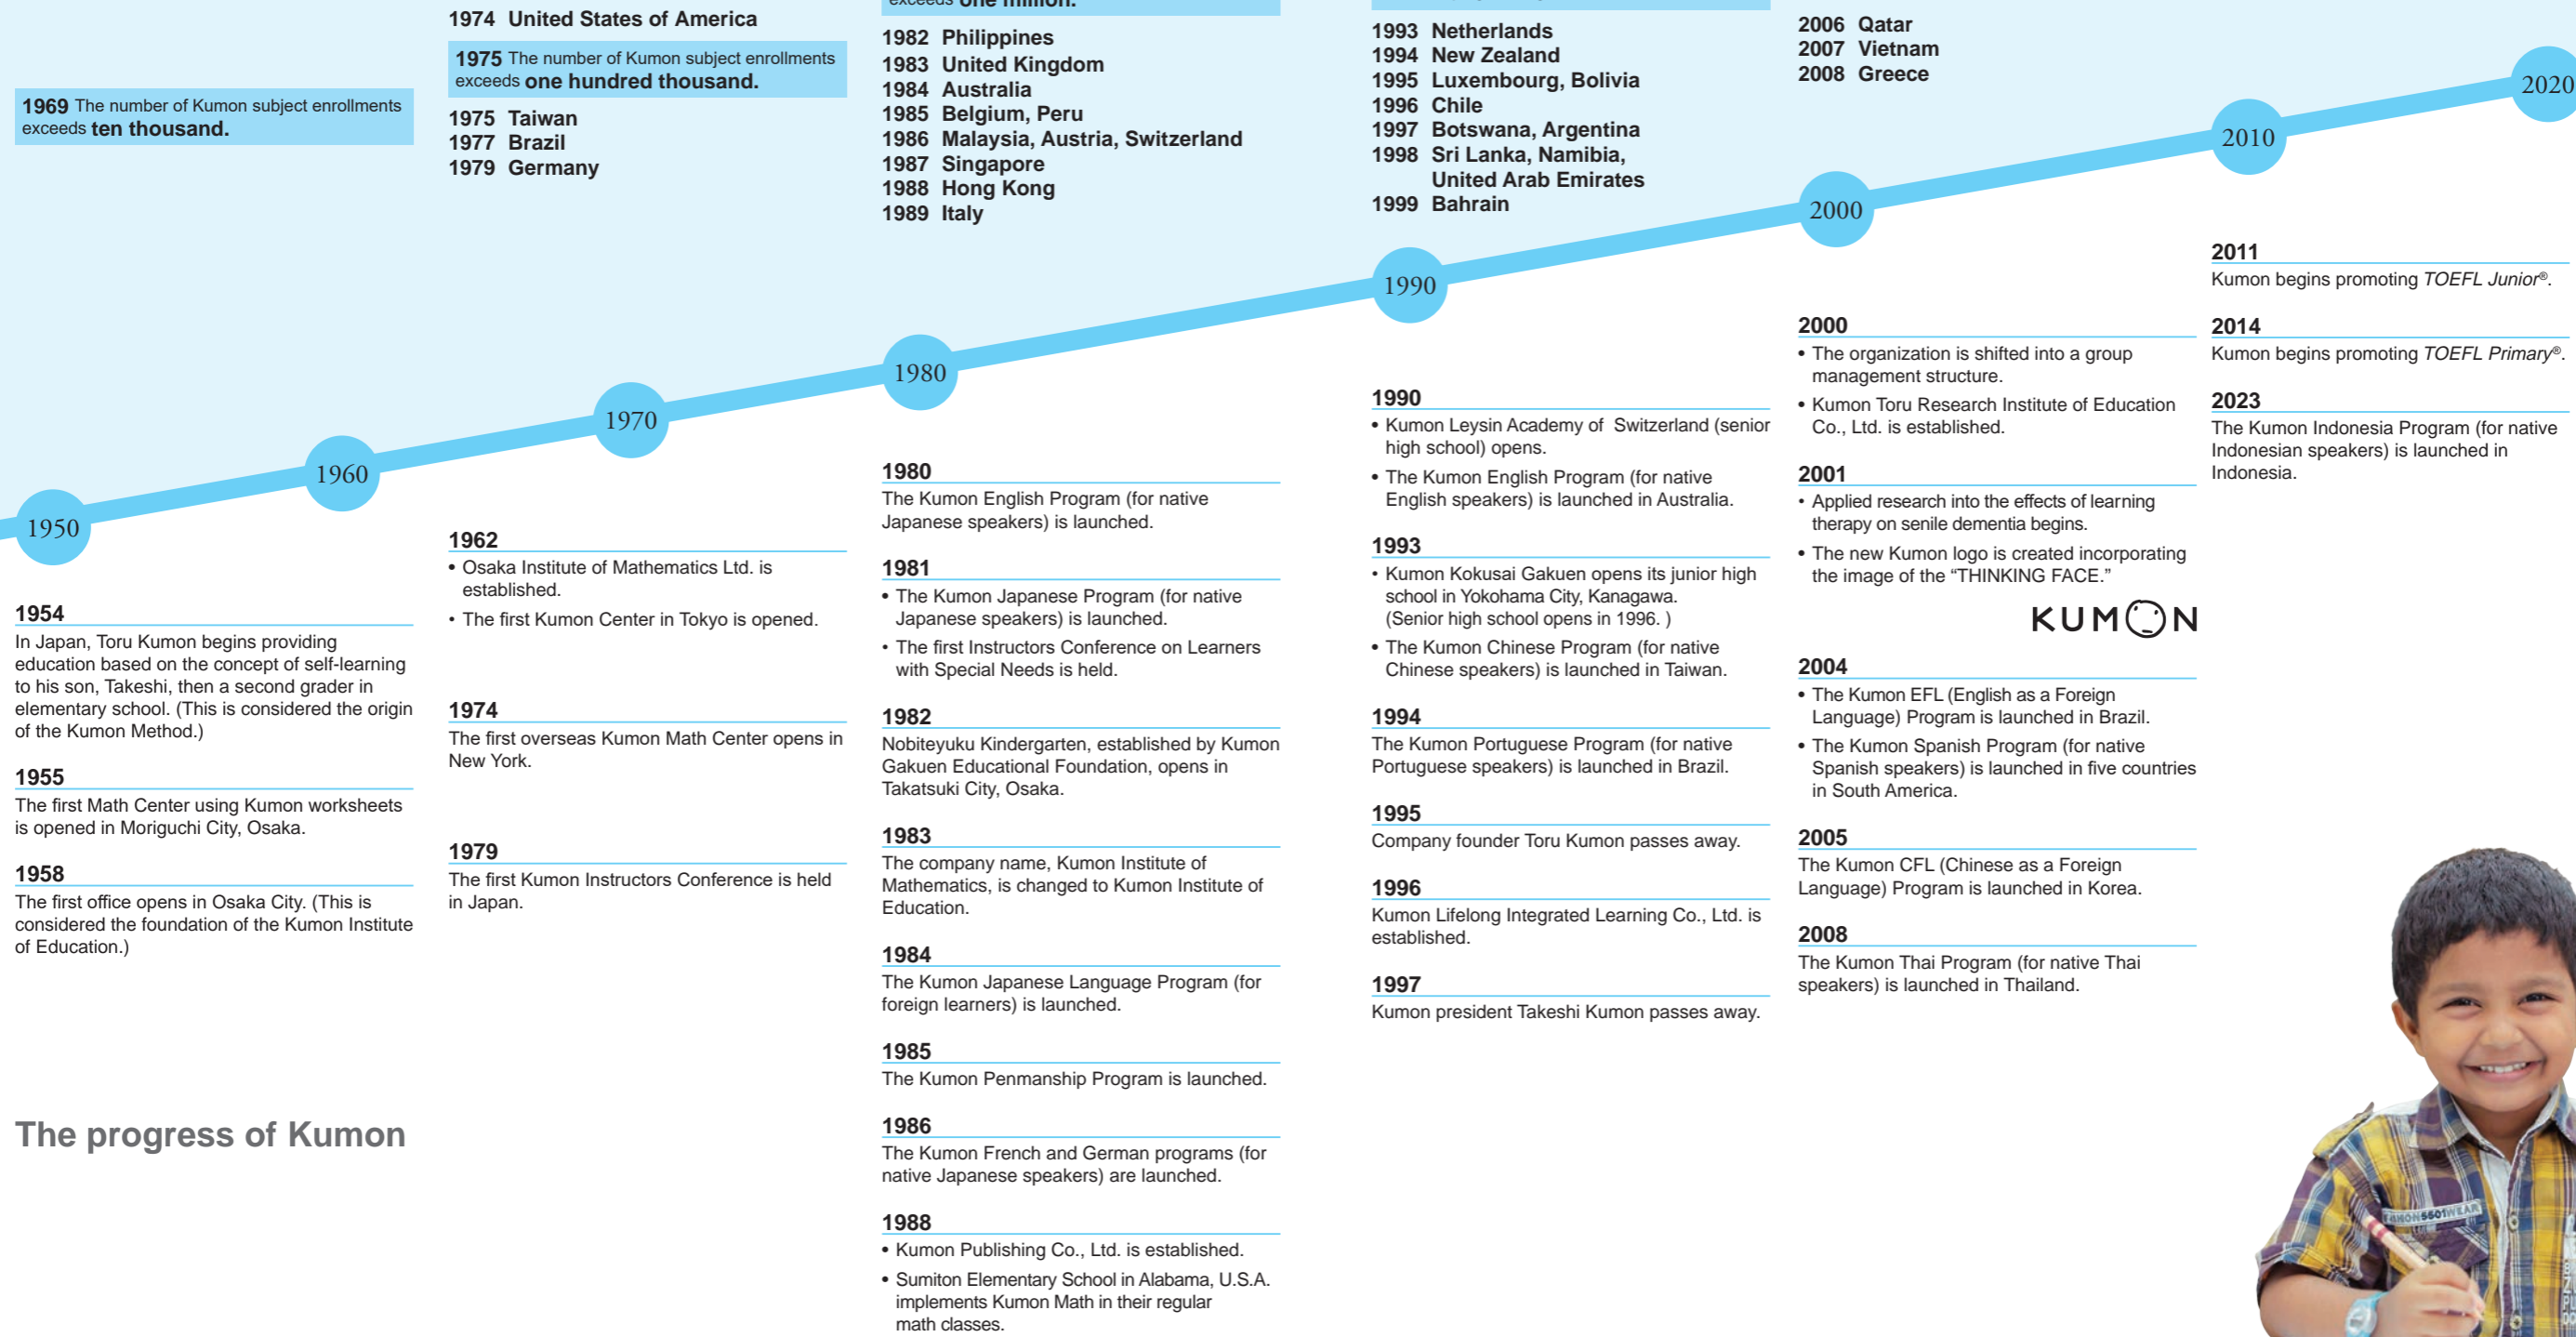 1969 The number of Kumon subject enrollments
exceeds ten thousand.
1974 United States of America
1975 The number of Kumon subject enrollments
exceeds one hundred thousand.
1975 Taiwan
1977 Brazil
1979 Germany
exceeds one million.
1982 Philippines
1983 United Kingdom
1984 Australia
1985 Belgium, Peru
1986 Malaysia, Austria, Switzerland
1987 Singapore
1988 Hong Kong
1989 Italy
1993 Netherlands
1994 New Zealand
1995 Luxembourg, Bolivia
1996 Chile
1997 Botswana, Argentina
1998 Sri Lanka, Namibia,
United Arab Emirates
1999 Bahrain
2006 Qatar
2007 Vietnam
2008 Greece
1950
1960
1970
1980
1990
2000
2010
2020
1954
In Japan, Toru Kumon begins providing
education based on the concept of self-learning
to his son, Takeshi, then a second grader in
elementary school. (This is considered the origin
of the Kumon Method.)
1955
The first Math Center using Kumon worksheets
is opened in Moriguchi City, Osaka.
1958
The first office opens in Osaka City. (This is
considered the foundation of the Kumon Institute
of Education.)
1962
• Osaka Institute of Mathematics Ltd. is
established.
• The first Kumon Center in Tokyo is opened.
1974
The first overseas Kumon Math Center opens in
New York.
1979
The first Kumon Instructors Conference is held
in Japan.
1980
The Kumon English Program (for native
Japanese speakers) is launched.
1981
• The Kumon Japanese Program (for native
Japanese speakers) is launched.
• The first Instructors Conference on Learners
with Special Needs is held.
1982
Nobiteyuku Kindergarten, established by Kumon
Gakuen Educational Foundation, opens in
Takatsuki City, Osaka.
1983
The company name, Kumon Institute of
Mathematics, is changed to Kumon Institute of
Education.
1984
The Kumon Japanese Language Program (for
foreign learners) is launched.
1985
The Kumon Penmanship Program is launched.
1986
The Kumon French and German programs (for
native Japanese speakers) are launched.
1988
• Kumon Publishing Co., Ltd. is established.
• Sumiton Elementary School in Alabama, U.S.A.
implements Kumon Math in their regular
math classes.
1990
• Kumon Leysin Academy of Switzerland (senior
high school) opens.
• The Kumon English Program (for native
English speakers) is launched in Australia.
1993
• Kumon Kokusai Gakuen opens its junior high
school in Yokohama City, Kanagawa.
(Senior high school opens in 1996. )
• The Kumon Chinese Program (for native
Chinese speakers) is launched in Taiwan.
1994
The Kumon Portuguese Program (for native
Portuguese speakers) is launched in Brazil.
1995
Company founder Toru Kumon passes away.
1996
Kumon Lifelong Integrated Learning Co., Ltd. is
established.
1997
Kumon president Takeshi Kumon passes away.
2000
• The organization is shifted into a group
management structure.
• Kumon Toru Research Institute of Education
Co., Ltd. is established.
2001
• Applied research into the effects of learning
therapy on senile dementia begins.
• The new Kumon logo is created incorporating
the image of the “THINKING FACE.”
KUMON
2004
• The Kumon EFL (English as a Foreign
Language) Program is launched in Brazil.
• The Kumon Spanish Program (for native
Spanish speakers) is launched in five countries
in South America.
2005
The Kumon CFL (Chinese as a Foreign
Language) Program is launched in Korea.
2008
The Kumon Thai Program (for native Thai
speakers) is launched in Thailand.
2011
Kumon begins promoting TOEFL Junior®.
2014
Kumon begins promoting TOEFL Primary®.
2023
The Kumon Indonesia Program (for native
Indonesian speakers) is launched in
Indonesia.
The progress of Kumon